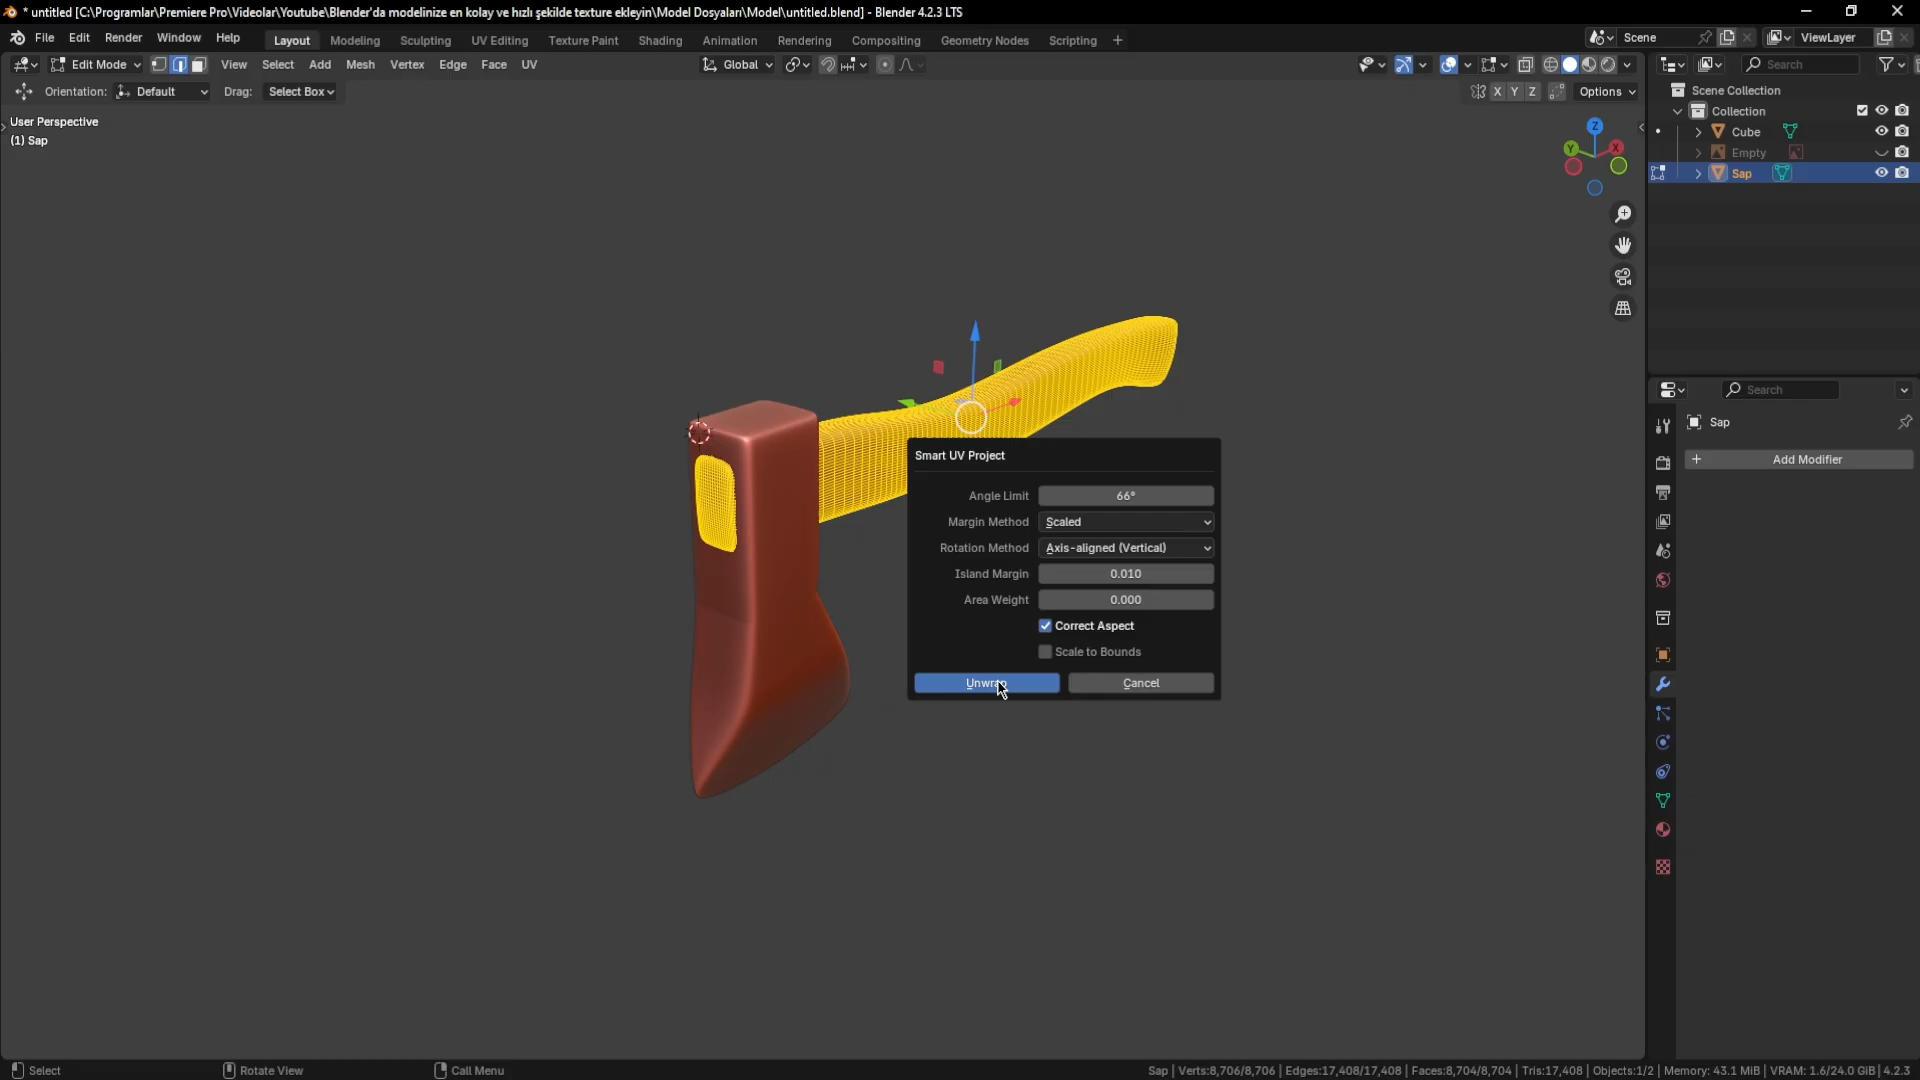 * untitled [C:\Programlar\Premiere Pro\Videolar\Youtube\Blender'da modelinize en kolay ve hızlı şekilde texture ekleyin\Model Dosyaları\Model\untitled.blend] - Blender 4.2.3 LTS
File Edit Render Window Help Layout Modeling Sculpting UV Editing Texture Paint Shading Animation Rendering Compositing Geometry Nodes Scripting + Scene ViewLayer
Edit Mode View Select Add Mesh Vertex Edge Face UV Global Search
Orientation: Default Drag: Select Box X Y Z Options
Scene Collection
Collection
Cube
Empty
Sap
User Perspective
(1) Sap
Z
Y
X
Search
Sap
+ Add Modifier
Smart UV Project
Angle Limit 66°
Margin Method Scaled
Rotation Method Axis-aligned (Vertical)
Island Margin 0.010
Area Weight 0.000
Correct Aspect
Scale to Bounds
Unwrap Cancel
Select Rotate View Call Menu Sap | Verts:8,706/8,706 | Edges:17,408/17,408 | Faces:8,704/8,704 | Tris:17,408 | Objects:1/2 | Memory: 43.1 MiB | VRAM: 1.6/24.0 GiB | 4.2.3